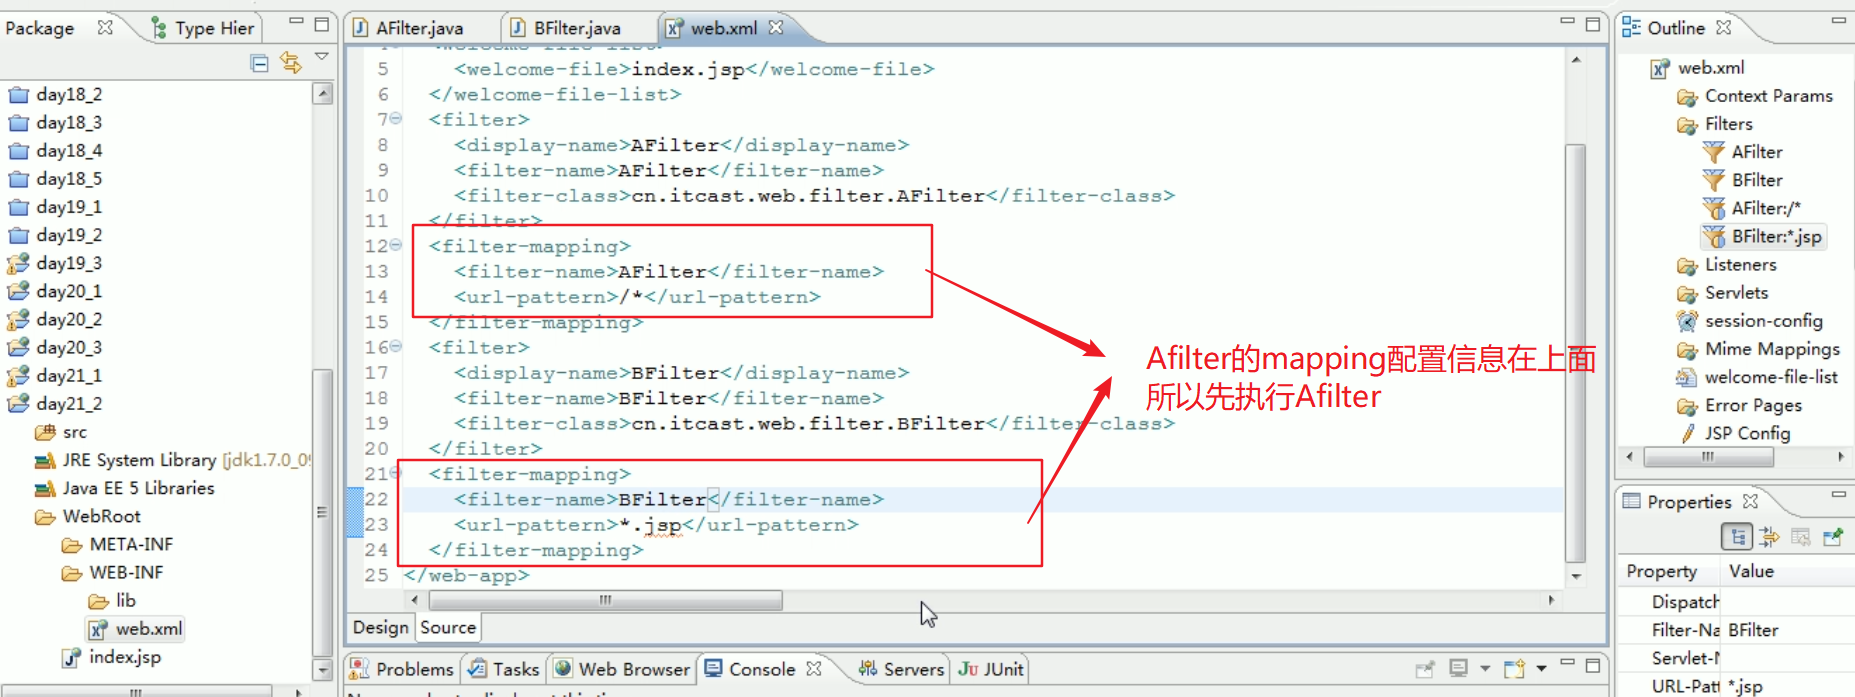 Package
Type Hier
day18_2
day18_3
day18_4
day18_5
day19_1
day19_2
day19_3
day20_1
day20_2
day20_3
day21_1
day21_2
src
JRE System Library [jdk1.7.0_0
Java EE 5 Libraries
WebRoot
META-INF
WEB-INF
lib
web.xml
index.jsp
AFilter.java
BFilter.java
web.xml
5 <welcome-file>index.jsp</welcome-file>
6 </welcome-file-list>
7 <filter>
8 <display-name>AFilter</display-name>
9 <filter-name>AFilter</filter-name>
10 <filter-class>cn.itcast.web.filter.AFilter</filter-class>
11 </filter>
12 <filter-mapping>
13 <filter-name>AFilter</filter-name>
14 <url-pattern>/*</url-pattern>
15 </filter-mapping>
16 <filter>
17 <display-name>BFilter</display-name>
18 <filter-name>BFilter</filter-name>
19 <filter-class>cn.itcast.web.filter.BFilter</filter-class>
20 </filter>
21 <filter-mapping>
22 <filter-name>BFilter</filter-name>
23 <url-pattern>*.jsp</url-pattern>
24 </filter-mapping>
25 </web-app>
Afilter的mapping配置信息在上面
所以先执行Afilter
Design
Source
Problems
Tasks
Web Browser
Console
Servers
JUnit
Outline
web.xml
Context Params
Filters
AFilter
BFilter
AFilter:/*
BFilter:*.jsp
Listeners
Servlets
session-config
Mime Mappings
welcome-file-list
Error Pages
JSP Config
Properties
Property Value
Dispatch
Filter-Na BFilter
Servlet-N
URL-Patt *.jsp